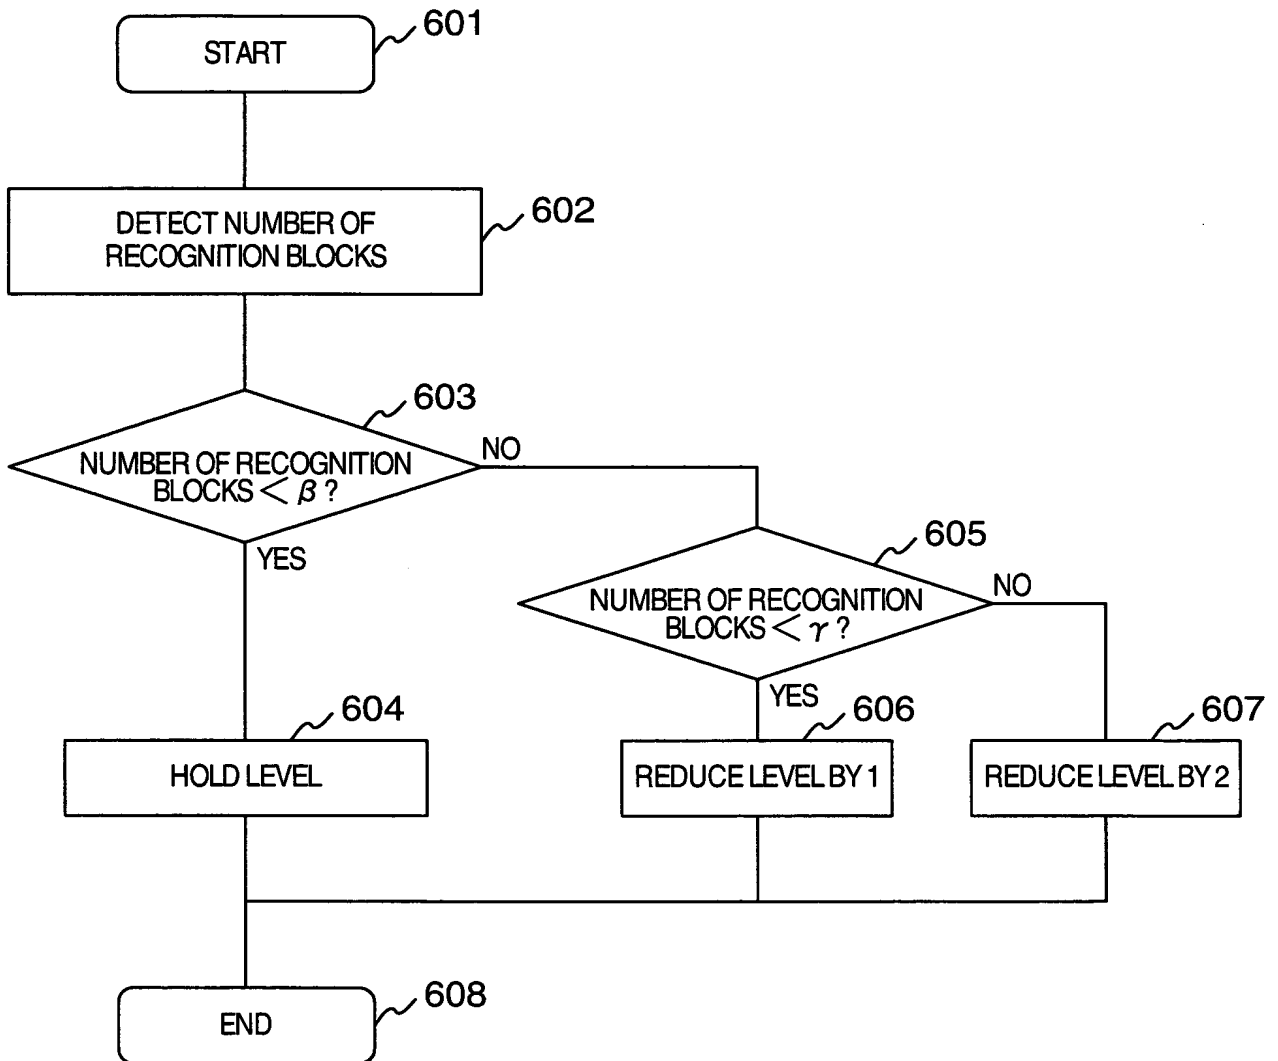 START
601
DETECT NUMBER OF
RECOGNITION BLOCKS
602
603
NUMBER OF RECOGNITION
BLOCKS < β ?
NO
YES
605
NUMBER OF RECOGNITION
BLOCKS < γ ?
NO
YES
604
HOLD LEVEL
606
REDUCE LEVEL BY 1
607
REDUCE LEVEL BY 2
END
608